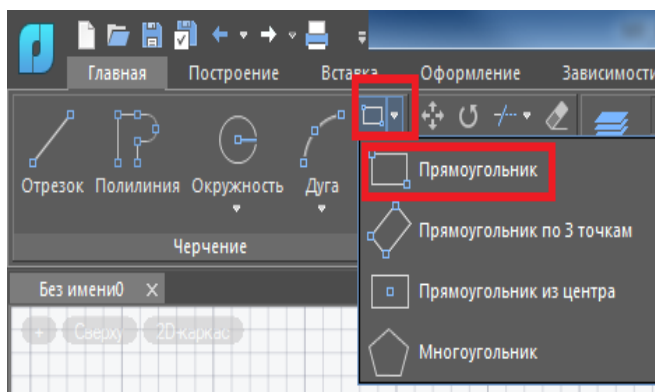 Главная Построение Вставка Оформление Зависимости
Отрезок Полилиния Окружность Дуга
Черчение
Прямоугольник
Прямоугольник по 3 точкам
Прямоугольник из центра
Многоугольник
Без имени0
+ Сверху 2D-каркас